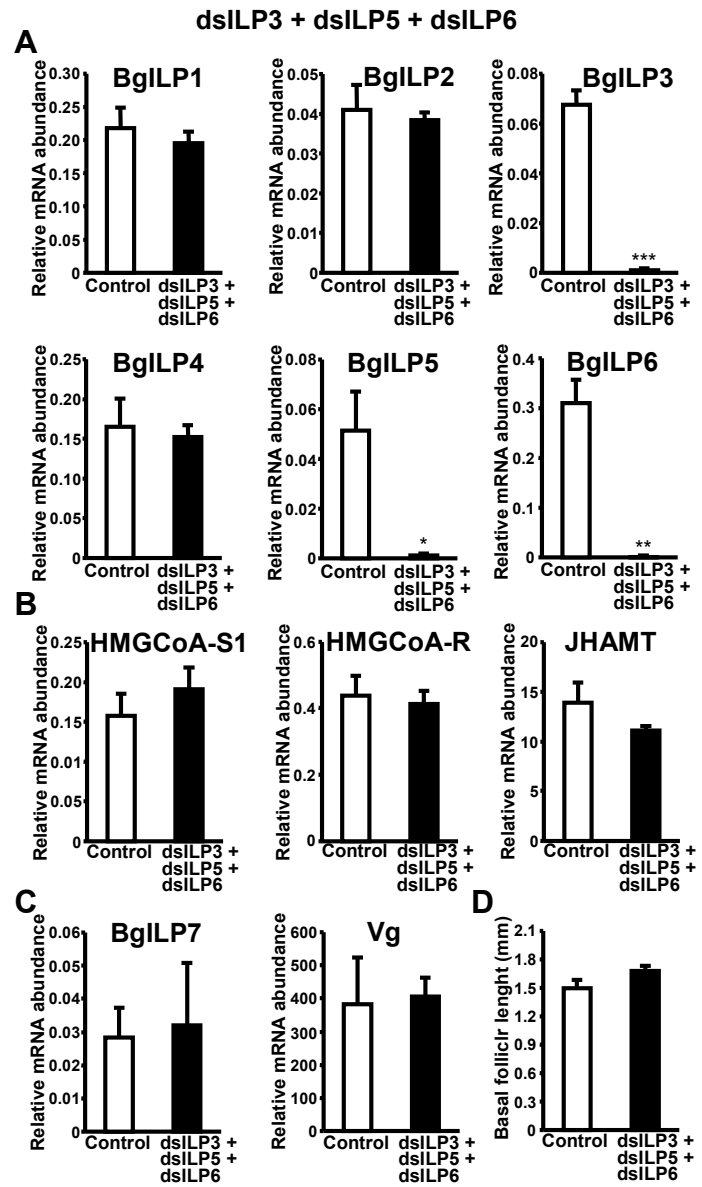 dsILP3 + dsILP5 + dsILP6
A
Relative mRNA abundance
BgILP1
0.30
0.25
0.20
0.15
0.10
0.05
0
Control
dsILP3 +
dsILP5 +
dsILP6
Relative mRNA abundance
BgILP2
0.05
0.04
0.03
0.02
0.01
0
Control
dsILP3 +
dsILP5 +
dsILP6
Relative mRNA abundance
BgILP3
0.08
0.06
0.04
0.02
0
***
Control
dsILP3 +
dsILP5 +
dsILP6
Relative mRNA abundance
BgILP4
0.25
0.20
0.15
0.10
0.05
0
Control
dsILP3 +
dsILP5 +
dsILP6
Relative mRNA abundance
BgILP5
0.08
0.06
0.04
0.02
0
*
Control
dsILP3 +
dsILP5 +
dsILP6
Relative mRNA abundance
BgILP6
0.4
0.3
0.2
0.1
0
**
Control
dsILP3 +
dsILP5 +
dsILP6
B
Relative mRNA abundance
HMGCoA-S1
0.25
0.20
0.15
0.10
0.05
0
Control
dsILP3 +
dsILP5 +
dsILP6
Relative mRNA abundance
HMGCoA-R
0.6
0.4
0.2
0
Control
dsILP3 +
dsILP5 +
dsILP6
Relative mRNA abundance
JHAMT
20
15
10
5
0
Control
dsILP3 +
dsILP5 +
dsILP6
C
Relative mRNA abundance
BgILP7
0.06
0.05
0.04
0.03
0.02
0.01
0
Control
dsILP3 +
dsILP5 +
dsILP6
Relative mRNA abundance
Vg
600
500
400
300
200
100
0
Control
dsILP3 +
dsILP5 +
dsILP6
D
Basal folliclr lenght (mm)
2.1
1.8
1.5
1.2
0.9
0.6
0.3
0
Control
dsILP3 +
dsILP5 +
dsILP6